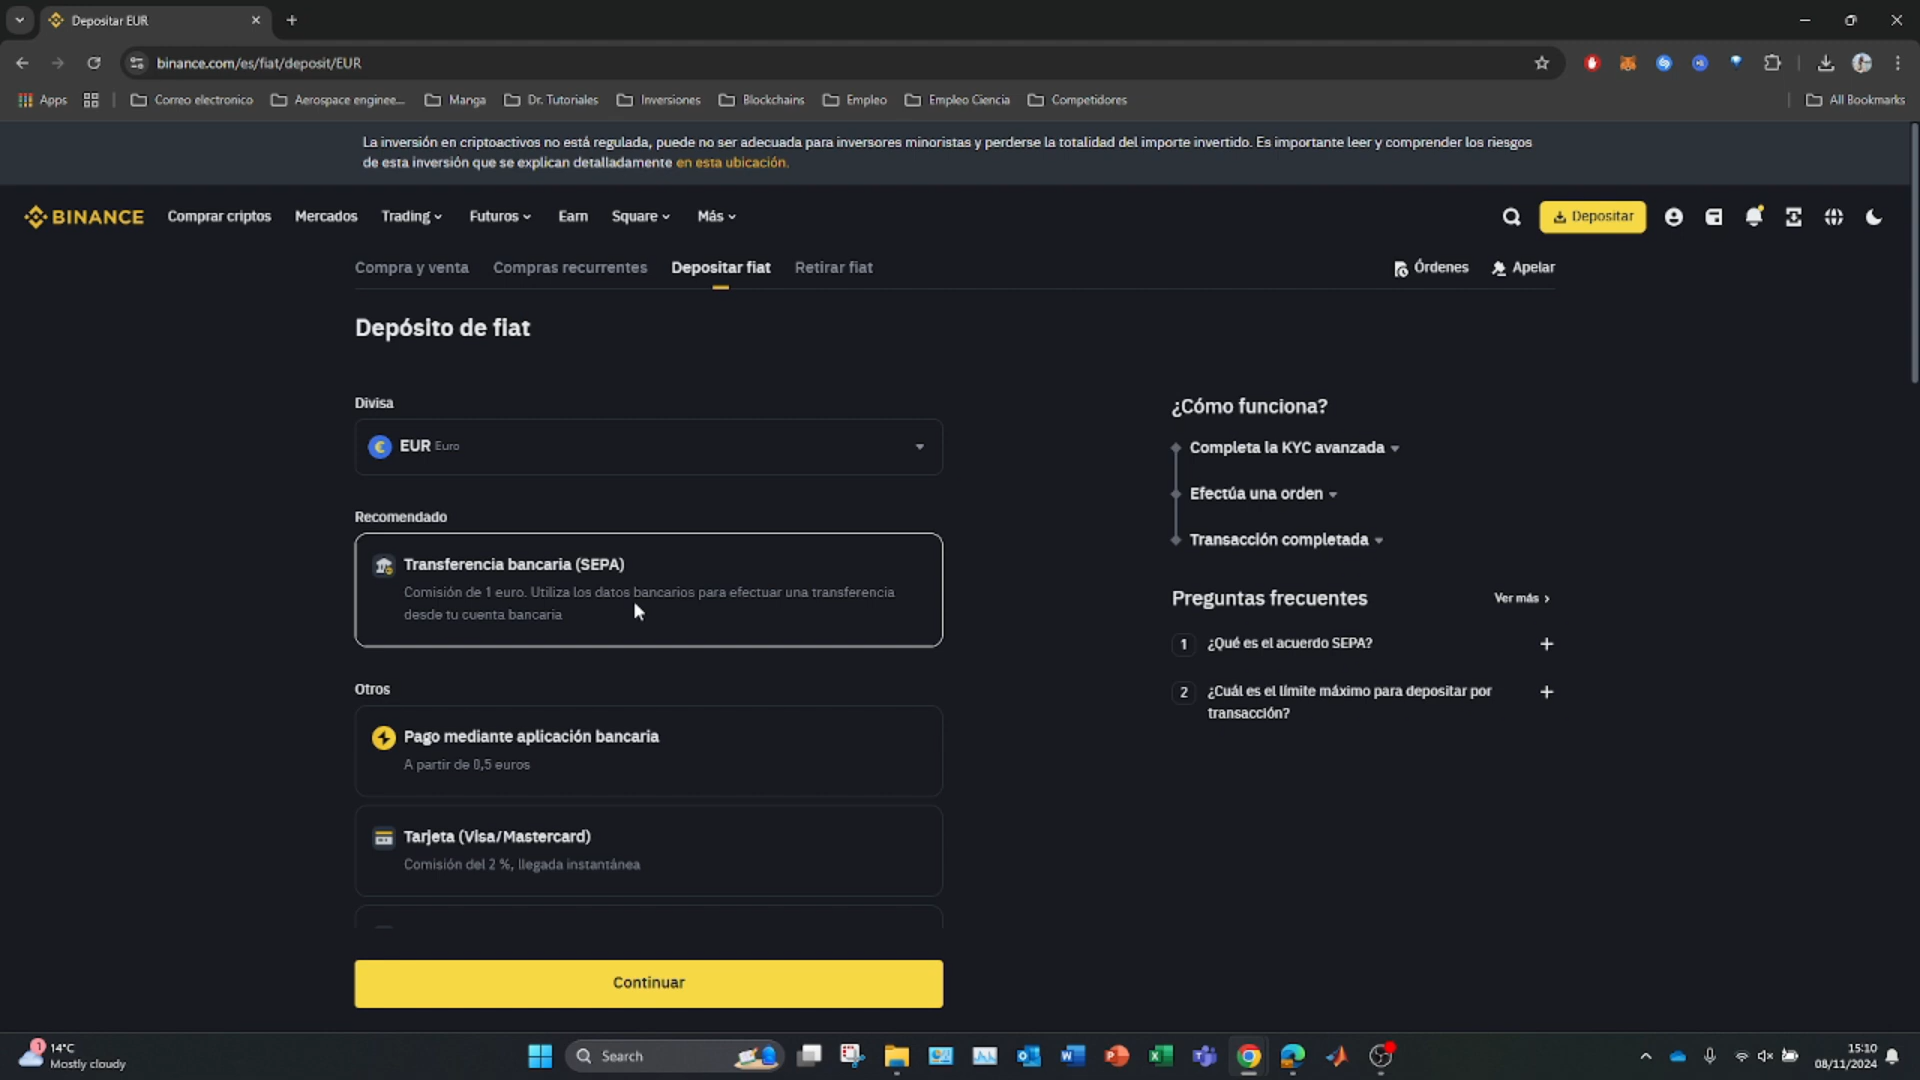 Depositar EUR
binance.com/es/fiat/deposit/EUR
Apps
Correo electronico
Aerospace enginee...
Manga
Dr. Tutoriales
Inversiones
Blockchains
Empleo
Empleo Ciencia
Competidores
All Bookmarks
La inversión en criptoactivos no está regulada, puede no ser adecuada para inversores minoristas y perderse la totalidad del importe invertido. Es importante leer y comprender los riesgos
de esta inversión que se explican detalladamente en esta ubicación.
BINANCE
Comprar criptos
Mercados
Trading
Futuros
Earn
Square
Más
Depositar
Compra y venta
Compras recurrentes
Depositar fiat
Retirar fiat
Órdenes
Apelar
Depósito de fiat
Divisa
EUR Euro
Recomendado
Transferencia bancaria (SEPA)
Comisión de 1 euro. Utiliza los datos bancarios para efectuar una transferencia
desde tu cuenta bancaria
Otros
Pago mediante aplicación bancaria
A partir de 0,5 euros
Tarjeta (Visa/Mastercard)
Comisión del 2 %, llegada instantánea
Continuar
¿Cómo funciona?
Completa la KYC avanzada
Efectúa una orden
Transacción completada
Preguntas frecuentes
Ver más
1 ¿Qué es el acuerdo SEPA?
2 ¿Cuál es el límite máximo para depositar por
transacción?
1
14°C
Mostly cloudy
Search
15:10
08/11/2024